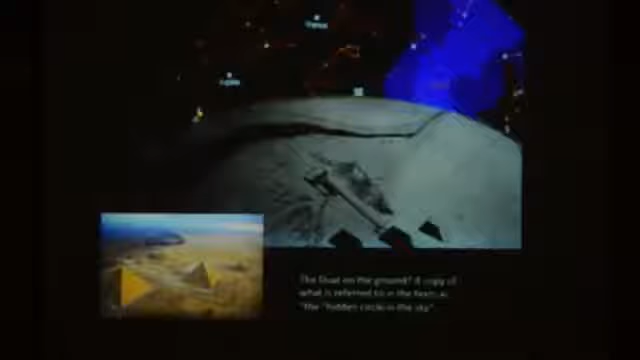 The Duat on the ground? A copy of
what is referred to in the texts as
"the "hidden circle in the sky"